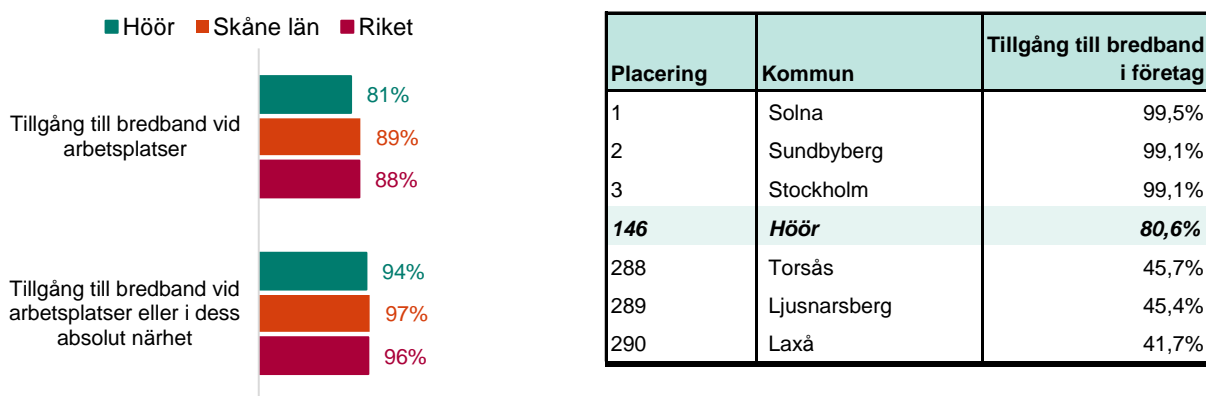 Höör Skåne län Riket
Tillgång till bredband vid
arbetsplatser
81%
89%
88%
Tillgång till bredband vid
arbetsplatser eller i dess
absolut närhet
94%
97%
96%
Placering Kommun Tillgång till bredband
i företag
1 Solna 99,5%
2 Sundbyberg 99,1%
3 Stockholm 99,1%
146 Höör 80,6%
288 Torsås 45,7%
289 Ljusnarsberg 45,4%
290 Laxå 41,7%